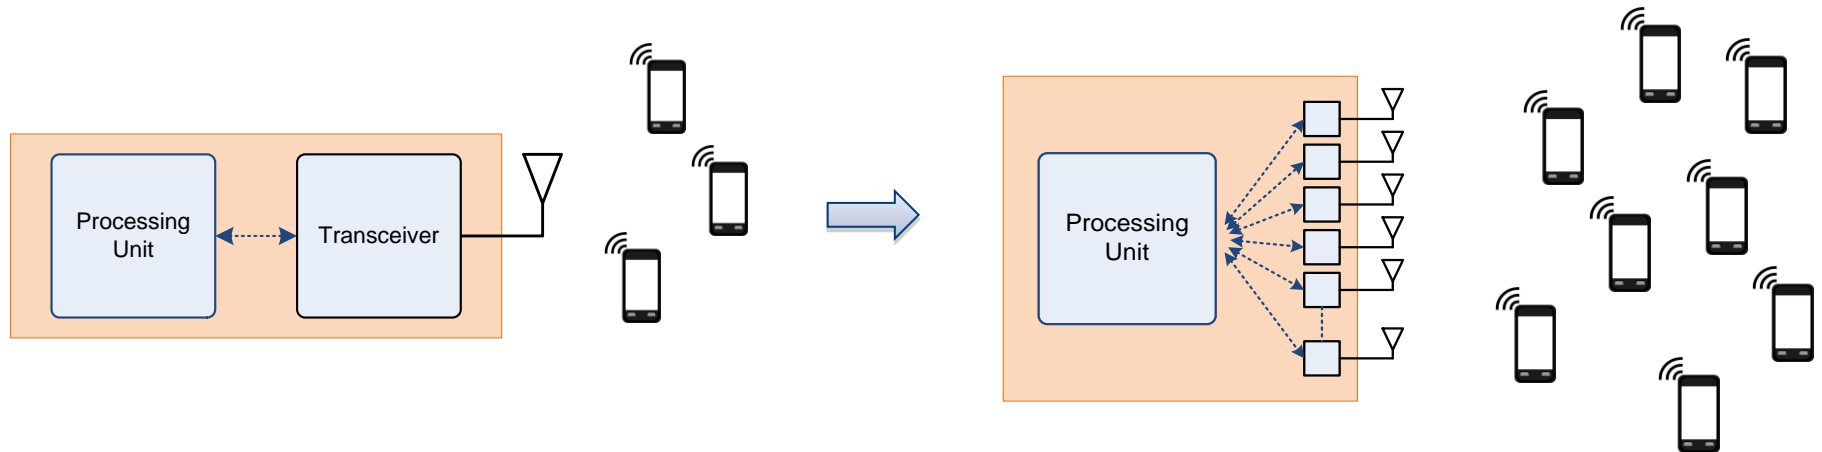 Processing
Unit
Transceiver
Processing
Unit